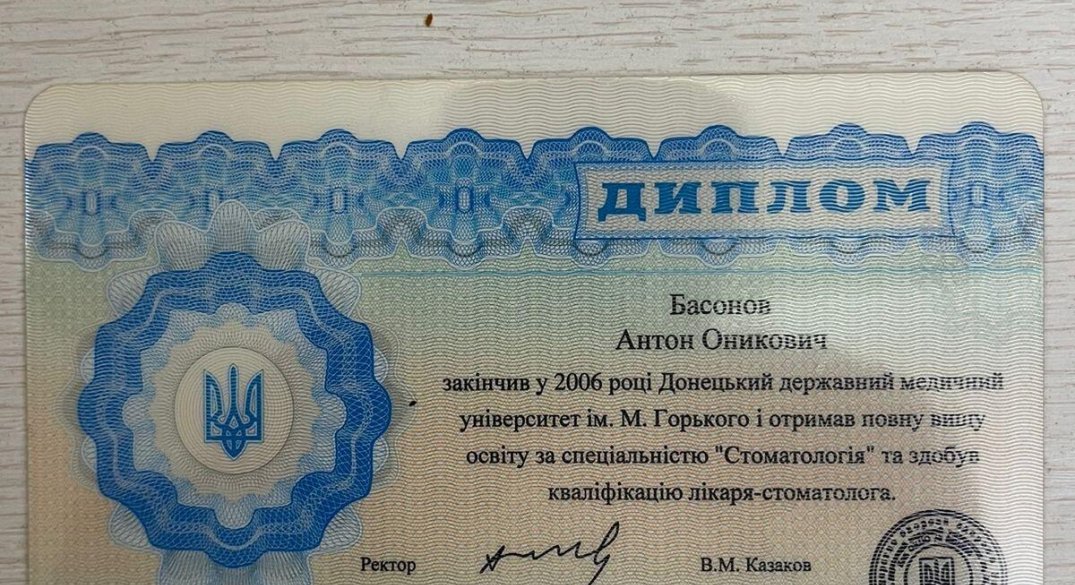 ДИПЛОМ
Басонов
Антон Оникович
закінчив у 2006 році Донецький державний медичний
університет ім. М. Горького і отримав повну вищу
освіту за спеціальністю "Стоматологія" та здобув
кваліфікацію лікаря-стоматолога.
Ректор В.М. Казаков